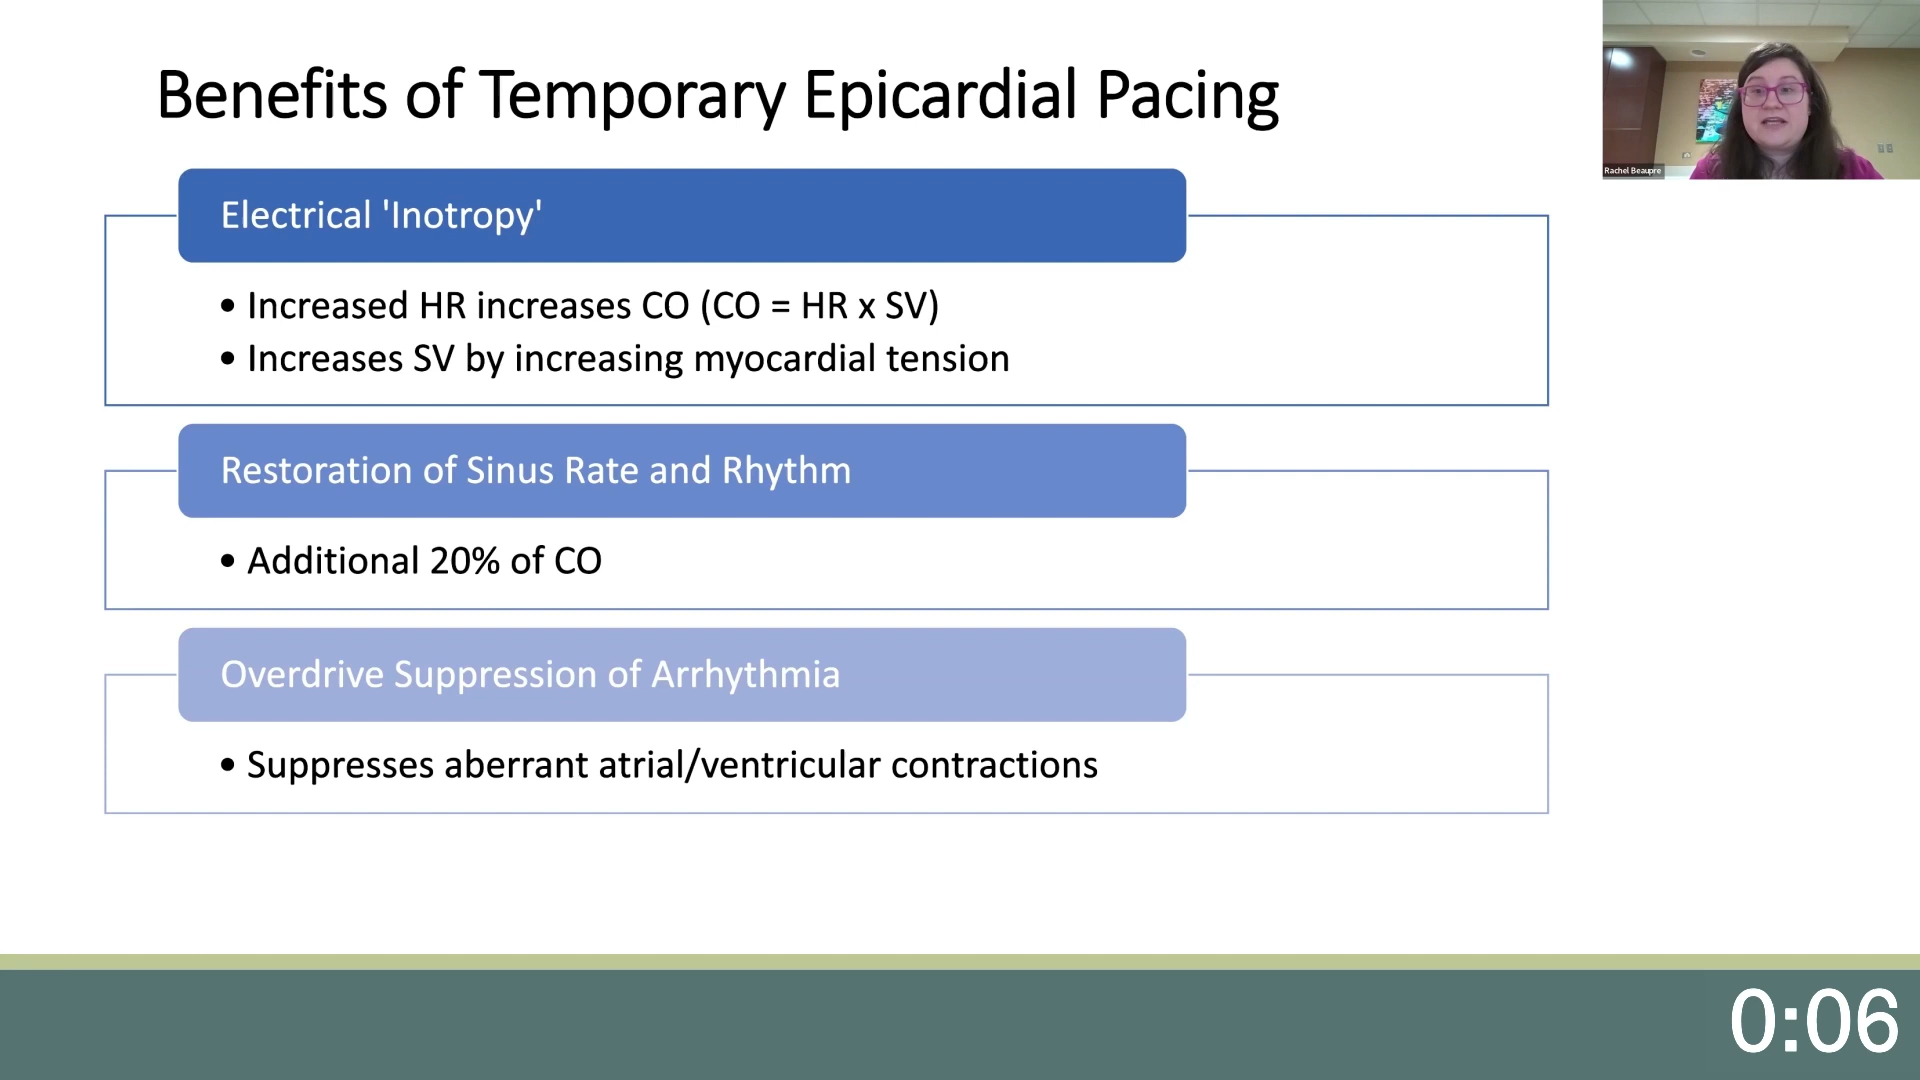 Benefits of Temporary Epicardial Pacing
Electrical 'Inotropy'
• Increased HR increases CO (CO = HR x SV)
• Increases SV by increasing myocardial tension
Restoration of Sinus Rate and Rhythm
• Additional 20% of CO
Overdrive Suppression of Arrhythmia
• Suppresses aberrant atrial/ventricular contractions
Rachel Beaupre
0:06